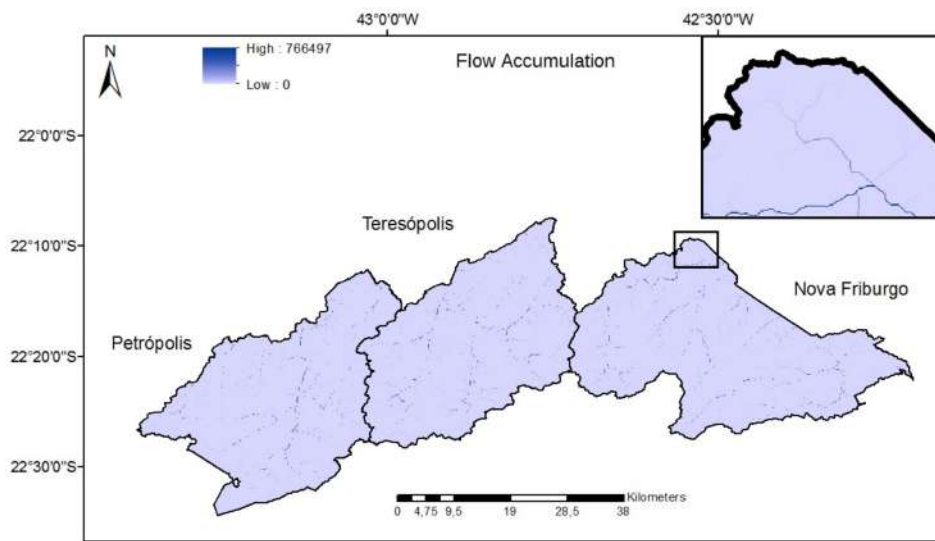 43°0'0"W
42°30'0"W
N
High : 766497
Low : 0
Flow Accumulation
22°0'0"S
22°10'0"S
22°20'0"S
22°30'0"S
Teresópolis
Nova Friburgo
Petrópolis
Kilometers
0 4,75 9,5 19 28,5 38